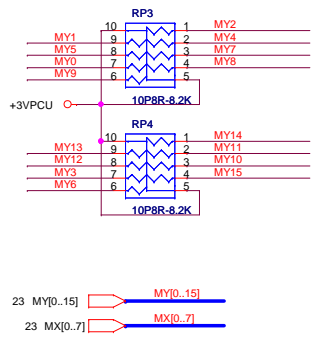 RP3
10 1 MY2
MY1 9 2 MY4
MY5 8 3 MY7
MY0 7 4 MY8
MY9 6 5
+3VPCU 10P8R-8.2K
RP4
10 1 MY14
MY13 9 2 MY11
MY12 8 3 MY10
MY3 7 4 MY15
MY6 6 5
10P8R-8.2K
23 MY[0..15] MY[0..15]
23 MX[0..7] MX[0..7]